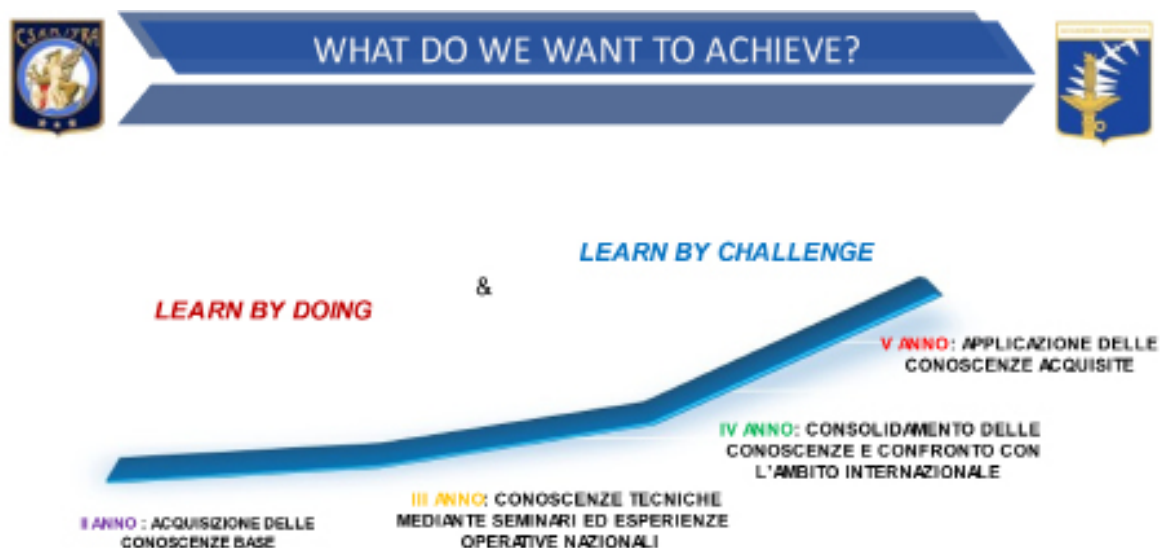 WHAT DO WE WANT TO ACHIEVE?
LEARN BY CHALLENGE
&
LEARN BY DOING
V ANNO: APPLICAZIONE DELLE
CONOSCENZE ACQUISITE
IV ANNO: CONSOLIDAMENTO DELLE
CONOSCENZE E CONFRONTO CON
L'AMBITO INTERNAZIONALE
III ANNO: CONOSCENZE TECNICHE
MEDIANTE SEMINARI ED ESPERIENZE
OPERATIVE NAZIONALI
II ANNO : ACQUISIZIONE DELLE
CONOSCENZE BASE